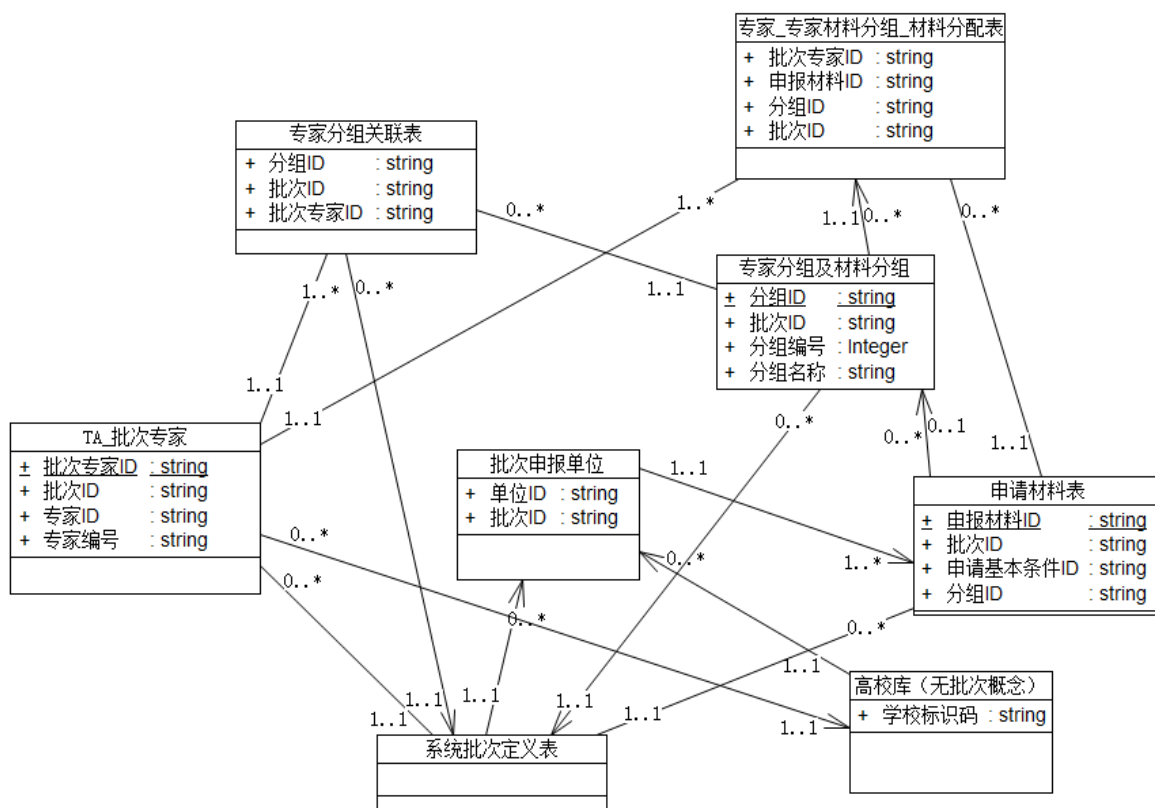 专家_专家材料分组_材料分配表
+ 批次专家ID : string
+ 申报材料ID : string
+ 分组ID : string
+ 批次ID : string
专家分组关联表
+ 分组ID : string
+ 批次ID : string
+ 批次专家ID : string
0..*
1..*
1..1
0..*
0..*
专家分组及材料分组
+ 分组ID : string
+ 批次ID : string
+ 分组编号 : Integer
+ 分组名称 : string
1..1
1..*
0..*
1..1
1..1
0..*
0..1
0..*
1..1
TA_批次专家
+ 批次专家ID : string
+ 批次ID : string
+ 专家ID : string
+ 专家编号 : string
批次申报单位
+ 单位ID : string
+ 批次ID : string
1..1
申请材料表
+ 申报材料ID : string
+ 批次ID : string
+ 申请基本条件ID : string
+ 分组ID : string
0..*
0..*
1..*
0..*
0..*
0..*
1..1
高校库（无批次概念）
+ 学校标识码 : string
1..1
1..1
1..1
1..1
1..1
1..1
系统批次定义表